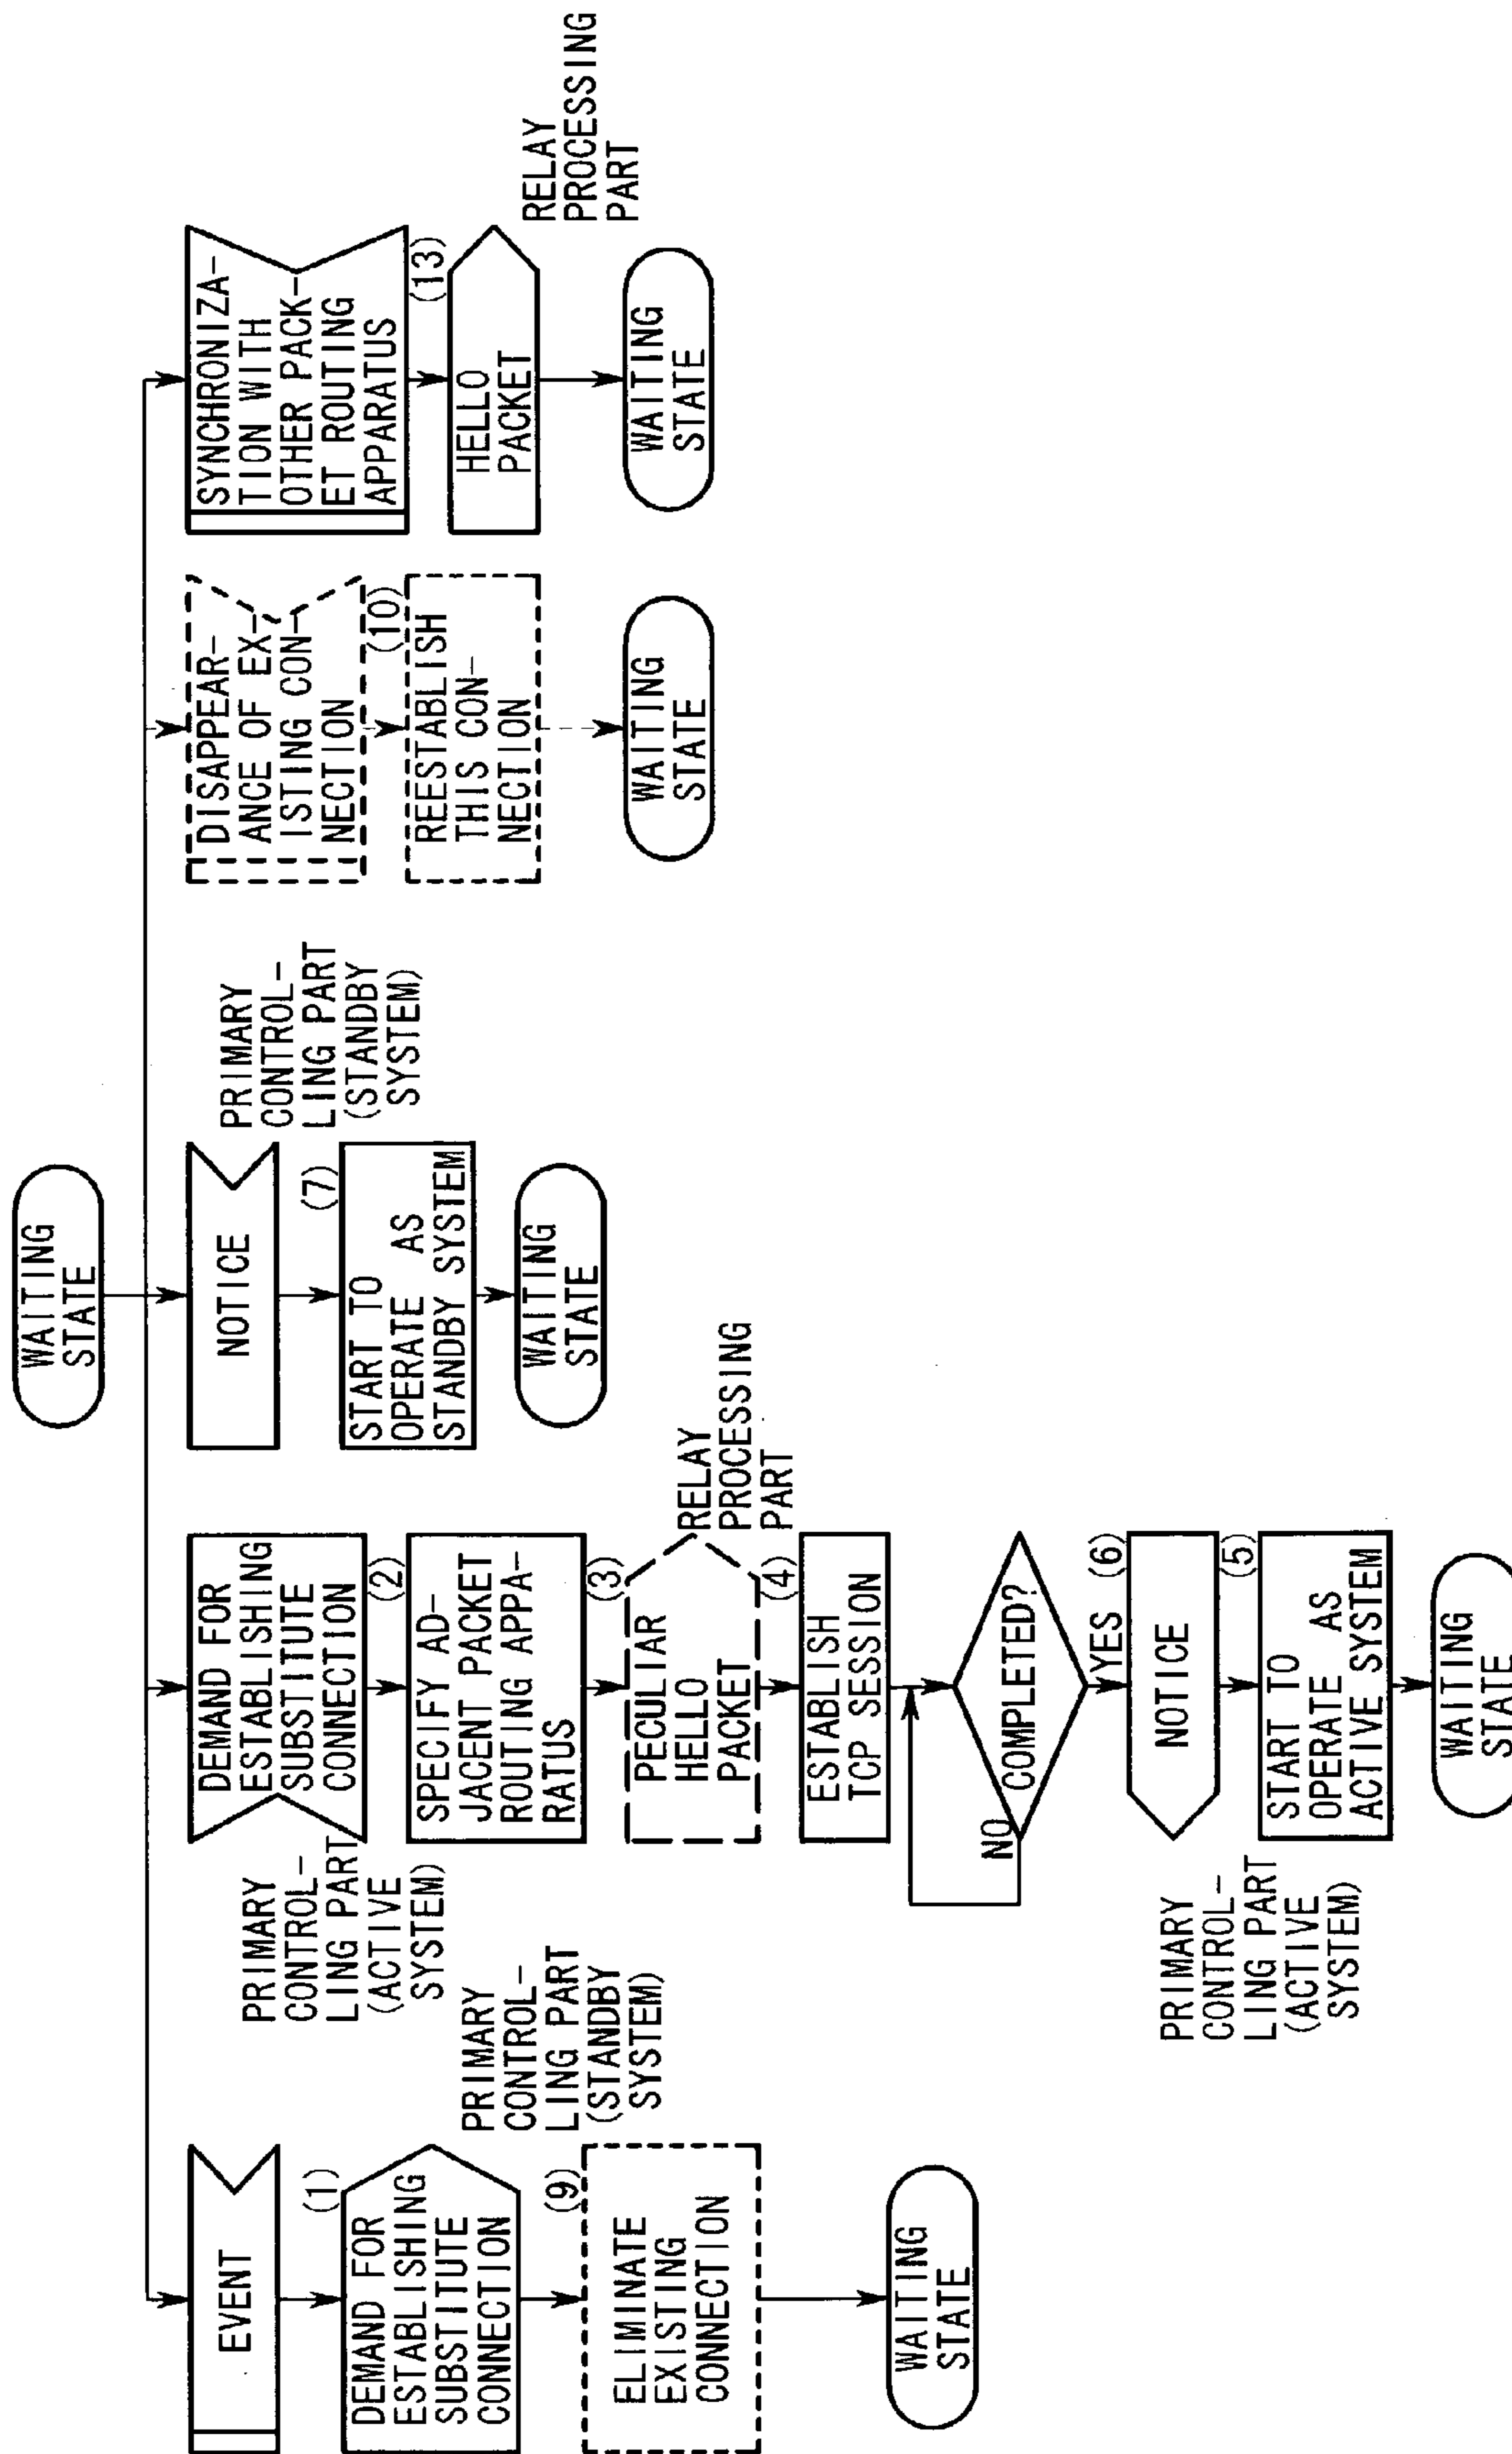 WAITING
STATE
EVENT
(1)
DEMAND FOR
ESTABLISHING
SUBSTITUTE
CONNECTION
PRIMARY
CONTROL-
LING PART
(STANDBY
SYSTEM)
(9)
ELIMINATE
EXISTING
CONNECTION
WAITING
STATE
PRIMARY
CONTROL-
LING PART
(ACTIVE
SYSTEM)
DEMAND FOR
ESTABLISHING
SUBSTITUTE
CONNECTION
(2)
SPECIFY AD-
JACENT PACKET
ROUTING APPA-
RATUS
(3)
PECULIAR
HELLO
PACKET
RELAY
PROCESSING
PART
(4)
ESTABLISH
TCP SESSION
COMPLETED?
NO
YES
(6)
NOTICE
PRIMARY
CONTROL-
LING PART
(ACTIVE
SYSTEM)
(5)
START TO
OPERATE AS
ACTIVE SYSTEM
WAITING
STATE
NOTICE
PRIMARY
CONTROL-
LING PART
(STANDBY
SYSTEM)
(7)
START TO
OPERATE AS
STANDBY SYSTEM
WAITING
STATE
DISAPPEAR-
ANCE OF EX-
ISTING CON-
NECTION
(10)
REESTABLISH
THIS CON-
NECTION
WAITING
STATE
SYNCHRONIZA-
TION WITH
OTHER PACK-
ET ROUTING
APPARATUS
(13)
HELLO
PACKET
RELAY
PROCESSING
PART
WAITING
STATE